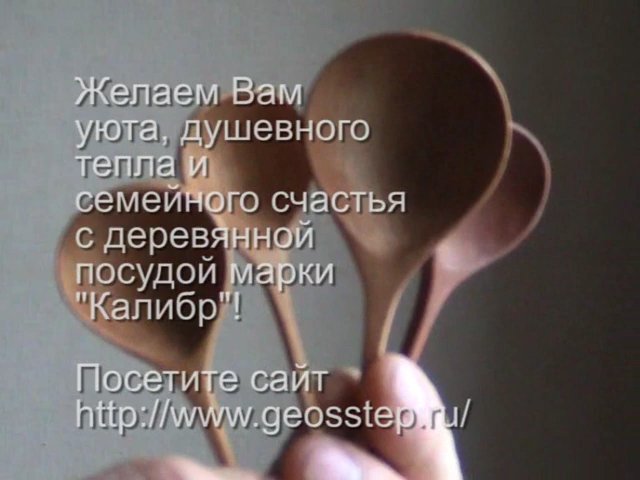 Желаем Вам
уюта, душевного
тепла и
семейного счастья
с деревянной
посудой марки
"Калибр"!
Посетите сайт
http://www.geosstep.ru/